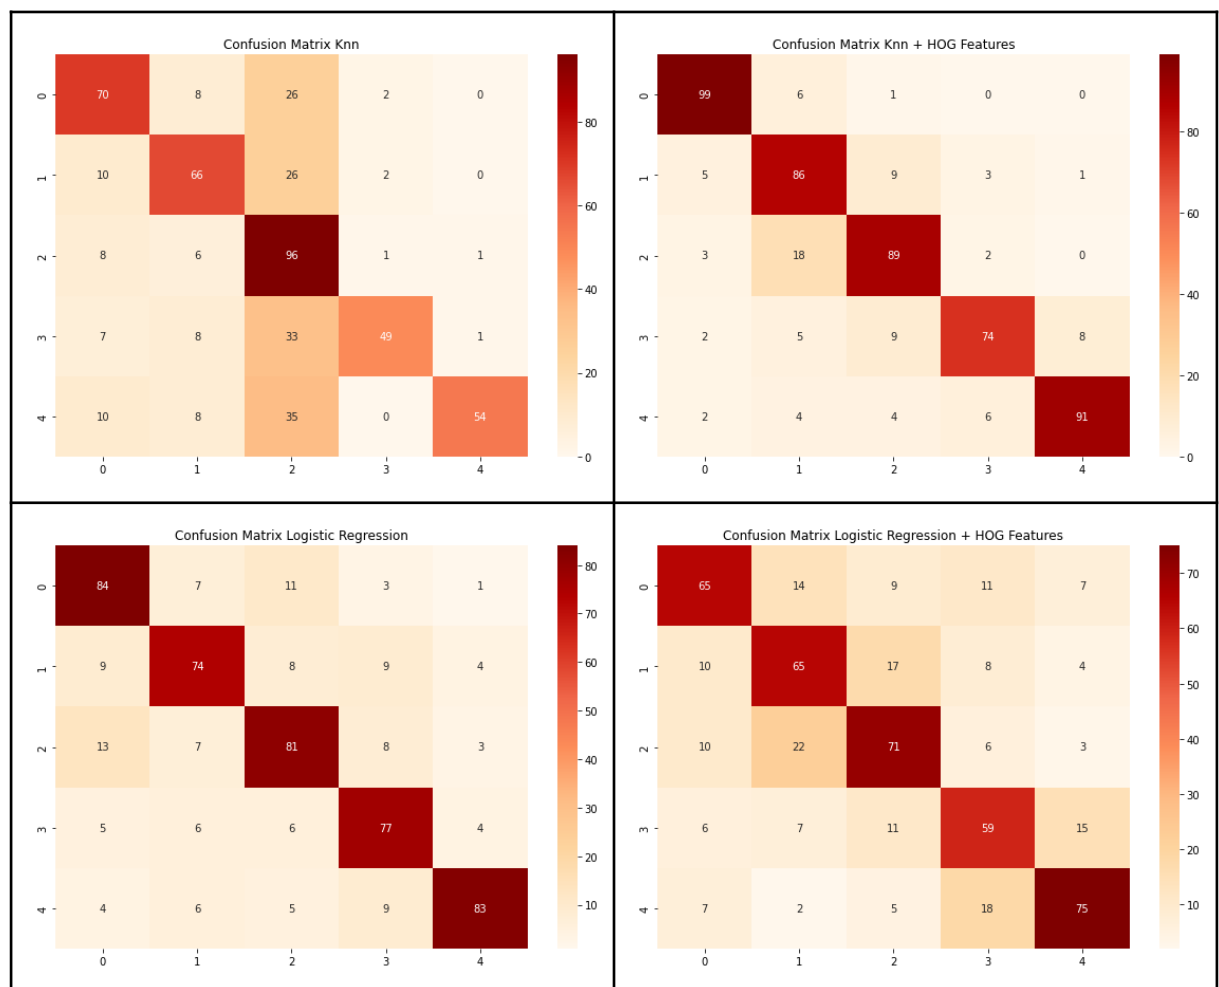 Confusion Matrix Knn
0 70 8 26 2 0
1 10 66 26 2 0
2 8 6 96 1 1
3 7 8 33 49 1
4 10 8 35 0 54
0 1 2 3 4
80
60
40
20
0
Confusion Matrix Knn + HOG Features
0 99 6 1 0 0
1 5 86 9 3 1
2 3 18 89 2 0
3 2 5 9 74 8
4 2 4 4 6 91
0 1 2 3 4
80
60
40
20
0
Confusion Matrix Logistic Regression
0 84 7 11 3 1
1 9 74 8 9 4
2 13 7 81 8 3
3 5 6 6 77 4
4 4 6 5 9 83
0 1 2 3 4
80
70
60
50
40
30
20
10
Confusion Matrix Logistic Regression + HOG Features
0 65 14 9 11 7
1 10 65 17 8 4
2 10 22 71 6 3
3 6 7 11 59 15
4 7 2 5 18 75
0 1 2 3 4
70
60
50
40
30
20
10